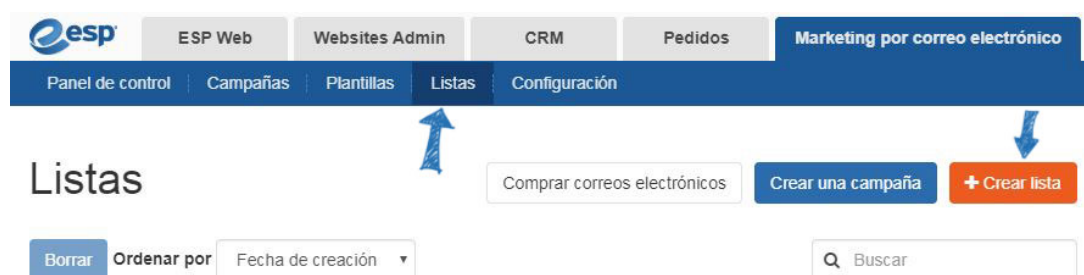 esp
ESP Web Websites Admin CRM Pedidos Marketing por correo electrónico
Panel de control Campañas Plantillas Listas Configuración
Listas Comprar correos electrónicos Crear una campaña + Crear lista
Borrar Ordenar por Fecha de creación Buscar